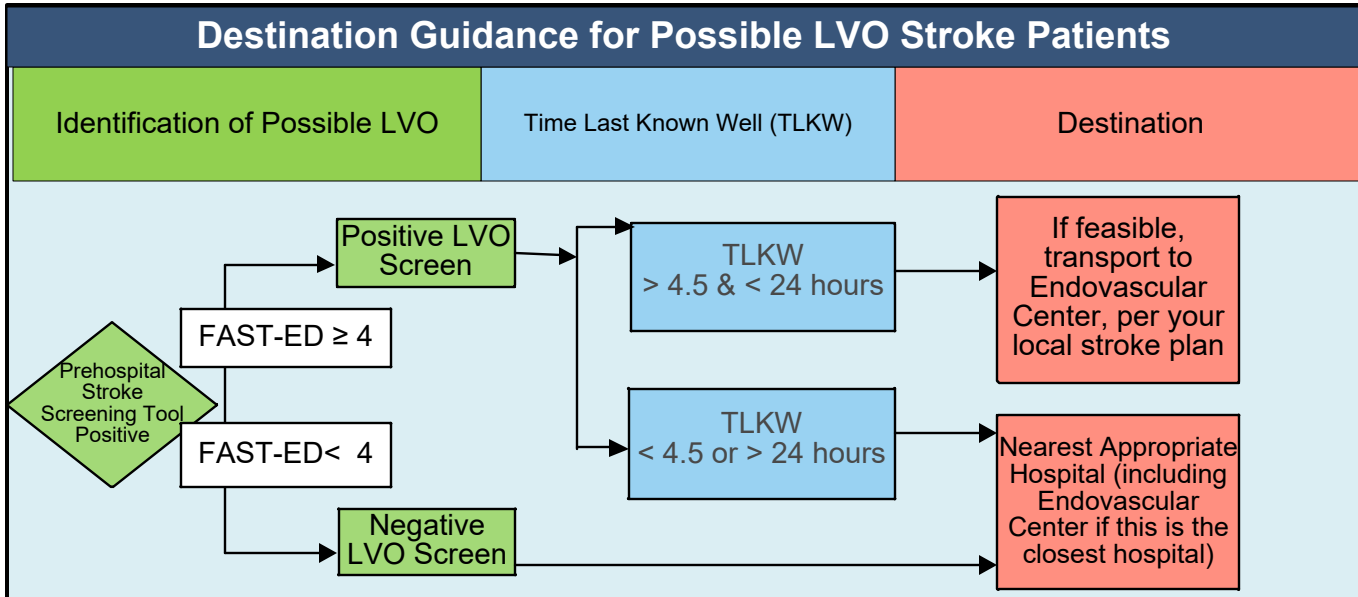 Destination Guidance for Possible LVO Stroke Patients
Identification of Possible LVO
Time Last Known Well (TLKW)
Destination
Prehospital
Stroke
Screening Tool
Positive
FAST-ED ≥ 4
FAST-ED< 4
Positive LVO
Screen
Negative
LVO Screen
TLKW
> 4.5 & < 24 hours
TLKW
< 4.5 or > 24 hours
If feasible,
transport to
Endovascular
Center, per your
local stroke plan
Nearest Appropriate
Hospital (including
Endovascular
Center if this is the
closest hospital)